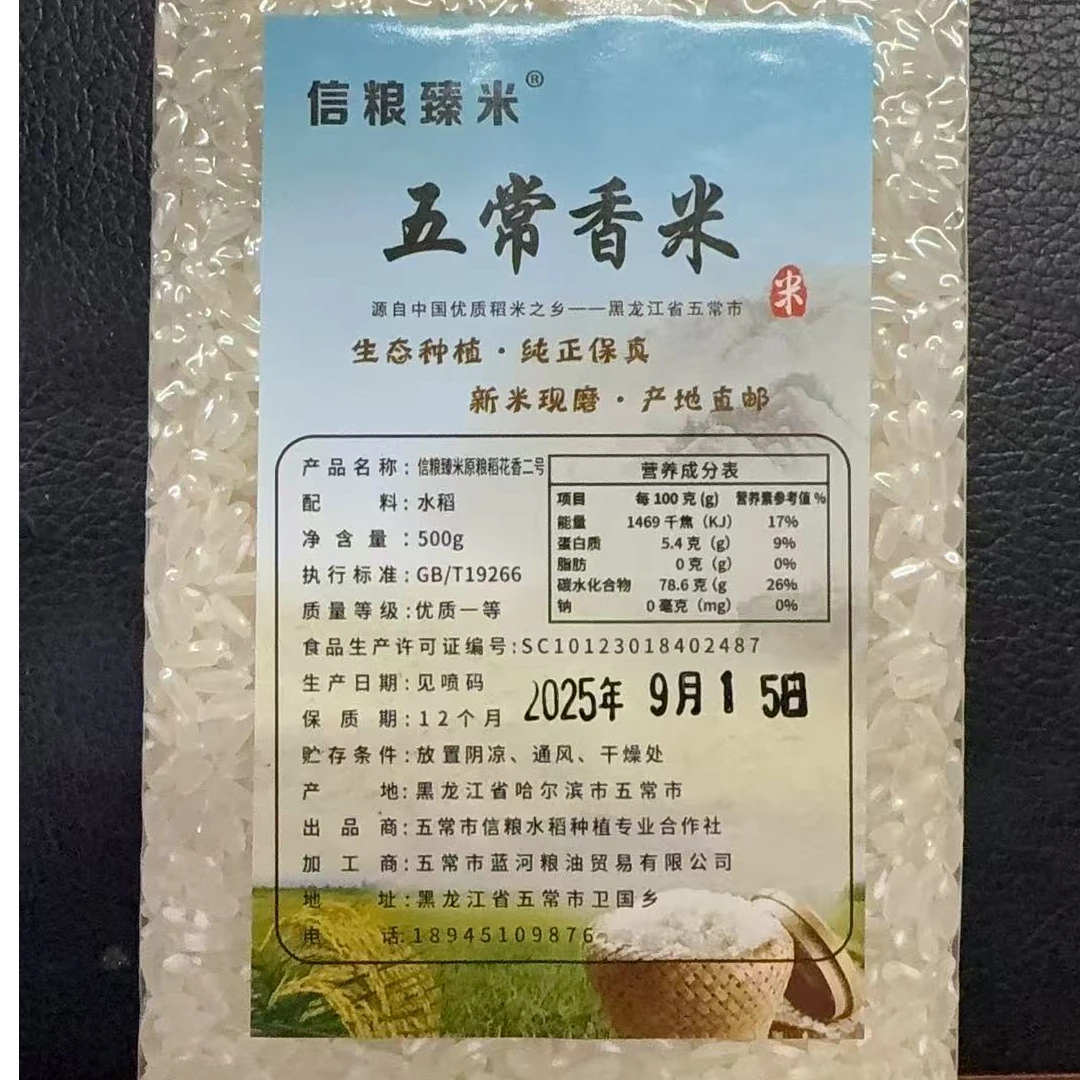 信粮臻米®
五常香米
米
源自中国优质稻米之乡——黑龙江省五常市
生态种植·纯正保真
新米现磨·产地直邮
产品名称:信粮臻米原粮稻花香二号
配料:水稻
净含量:500g
执行标准:GB/T19266
质量等级:优质一等
营养成分表
项目 每100克(g) 营养素参考值%
能量 1469千焦(KJ) 17%
蛋白质 5.4克(g) 9%
脂肪 0克(g) 0%
碳水化合物 78.6克(g 26%
钠 0毫克(mg) 0%
食品生产许可证编号:SC10123018402487
生产日期:见喷码
2025年 9月1 5日
保质期:12个月
贮存条件:放置阴凉、通风、干燥处
产地:黑龙江省哈尔滨市五常市
出品商:五常市信粮水稻种植专业合作社
加工商:五常市蓝河粮油贸易有限公司
地址:黑龙江省五常市卫国乡
电话:18945109876